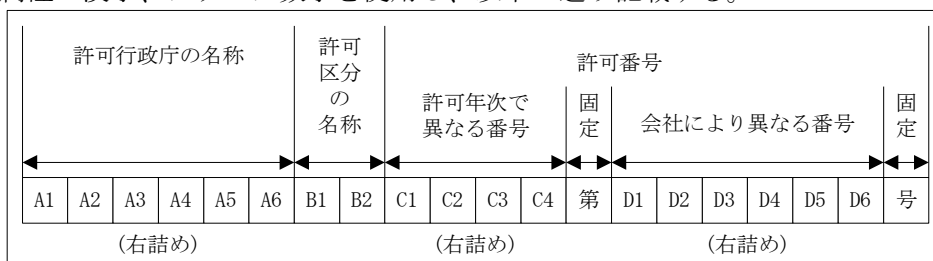 許可行政庁の名称
許可
区分
の
名称
許可番号
許可年次で
異なる番号
固
定
会社により異なる番号
固
定
A1 A2 A3 A4 A5 A6 B1 B2 C1 C2 C3 C4 第 D1 D2 D3 D4 D5 D6 号
(右詰め) (右詰め) (右詰め)